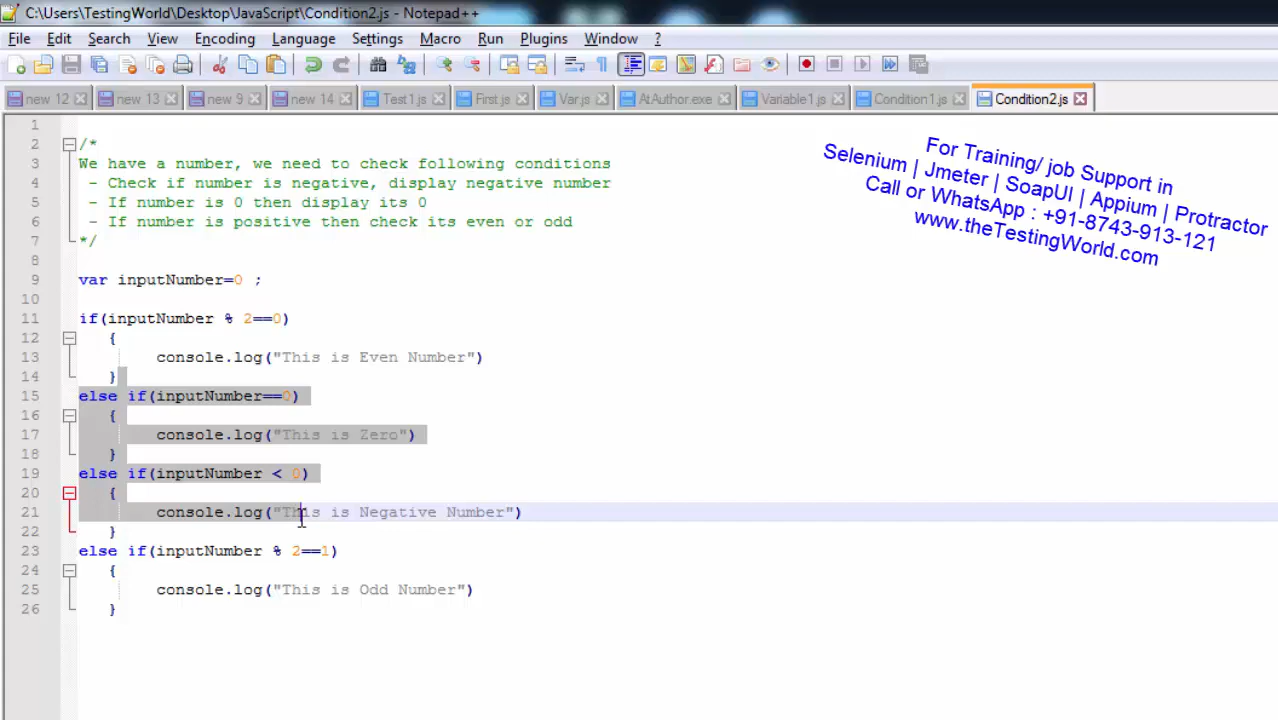 C:\Users\TestingWorld\Desktop\JavaScript\Condition2.js - Notepad++
File Edit Search View Encoding Language Settings Macro Run Plugins Window ?
new 12 new 13 new 9 new 14 Test1.js First.js Var.js AtAuthor.exe Variable1.js Condition1.js Condition2.js
1
2 /*
3 We have a number, we need to check following conditions
4 - Check if number is negative, display negative number
5 - If number is 0 then display its 0
6 - If number is positive then check its even or odd
7 */
8
9 var inputNumber=0 ;
10
11 if(inputNumber % 2==0)
12 {
13 console.log("This is Even Number")
14 }
15 else if(inputNumber==0)
16 {
17 console.log("This is Zero")
18 }
19 else if(inputNumber < 0)
20 {
21 console.log("This is Negative Number")
22 }
23 else if(inputNumber % 2==1)
24 {
25 console.log("This is Odd Number")
26 }
For Training/ job Support in
Selenium | Jmeter | SoapUI | Appium | Protractor
Call or WhatsApp : +91-8743-913-121
www.theTestingWorld.com